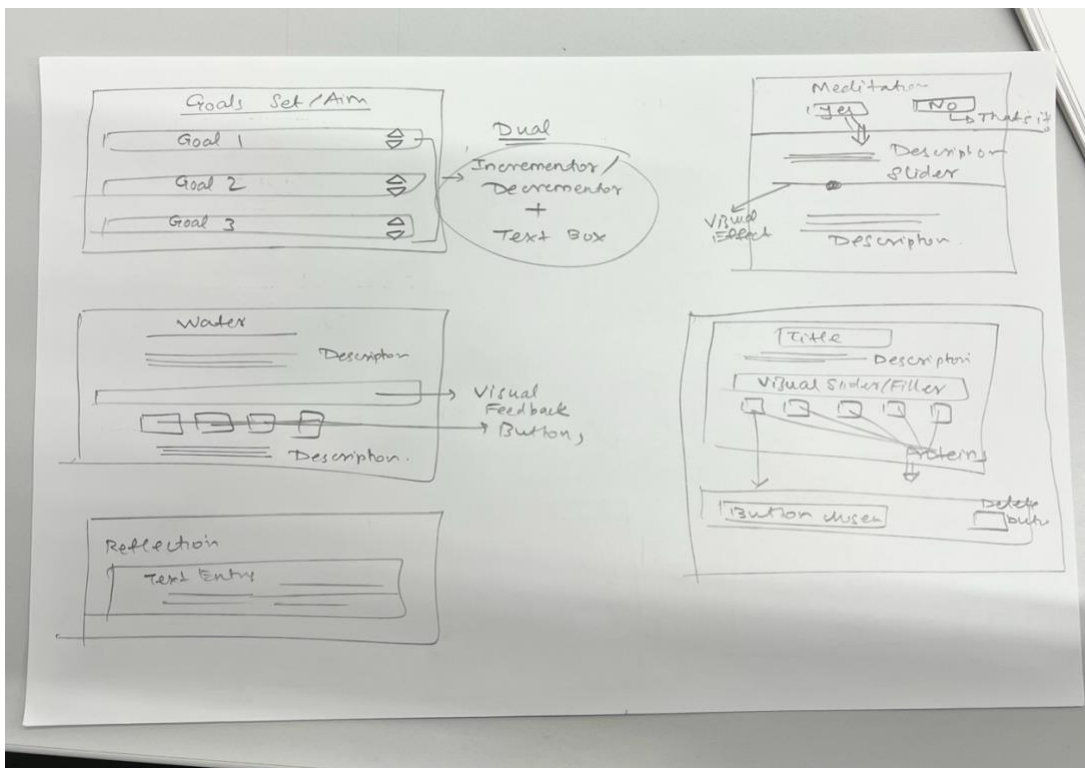 Goals Set/Aim
Goal 1
Goal 2
Goal 3
Dual
Incrementor/
Decrementor
+
Text Box
Meditation
Yes
No
That's it.
Description
Slider
Visual
Effect
Description.
Water
Description
Visual
Feedback
Buttons
Description.
Title
Description
Visual Slider/Filler
Proteins
Button chosen
Delete
Reflection
Text Entry